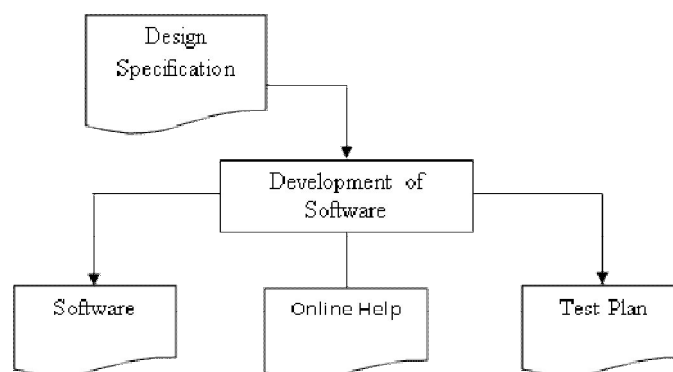 Design
Specification
Development of
Software
Software
Online Help
Test Plan